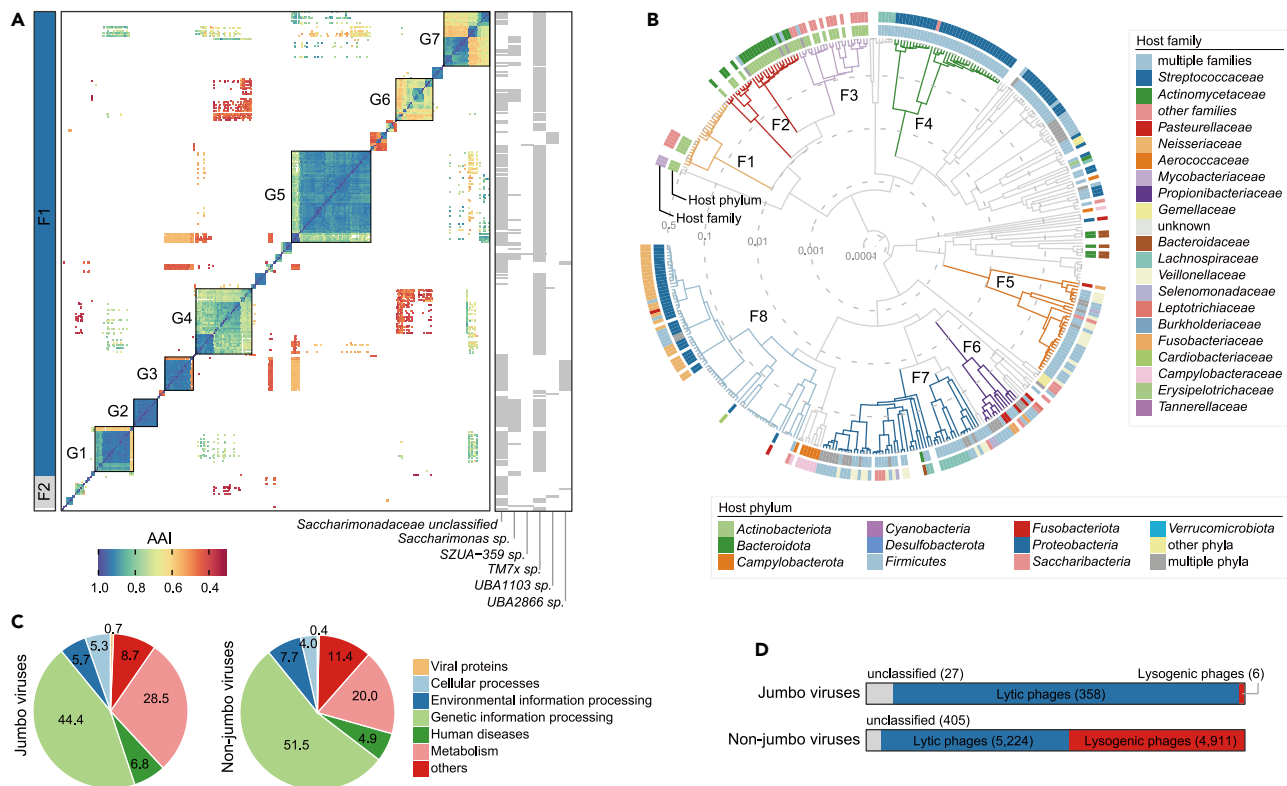 A
F1
F2
G7
G6
G5
G4
G3
G2
G1
AAI
1.0
0.8
0.6
0.4
Saccharimonadaceae unclassified
Saccharimonas sp.
SZUA−359 sp.
TM7x sp.
UBA1103 sp.
UBA2866 sp.
B
F1
F2
F3
F4
F5
F6
F7
F8
Host phylum
Host family
0.5
0.1
0.01
0.001
0.0004
Host family
multiple families
Streptococcaceae
Actinomycetaceae
other families
Pasteurellaceae
Neisseriaceae
Aerococcaceae
Mycobacteriaceae
Propionibacteriaceae
Gemellaceae
unknown
Bacteroidaceae
Lachnospiraceae
Veillonellaceae
Selenomonadaceae
Leptotrichiaceae
Burkholderiaceae
Fusobacteriaceae
Cardiobacteriaceae
Campylobacteraceae
Erysipelotrichaceae
Tannerellaceae
Host phylum
Actinobacteriota
Bacteroidota
Campylobacterota
Cyanobacteria
Desulfobacterota
Firmicutes
Fusobacteriota
Proteobacteria
Saccharibacteria
Verrucomicrobiota
other phyla
multiple phyla
C
Jumbo viruses
0.7
5.3
5.7
44.4
6.8
28.5
8.7
Non-jumbo viruses
0.4
4.0
7.7
51.5
4.9
20.0
11.4
Viral proteins
Cellular processes
Environmental information processing
Genetic information processing
Human diseases
Metabolism
others
D
unclassified (27)
Lysogenic phages (6)
Jumbo viruses
Lytic phages (358)
unclassified (405)
Non-jumbo viruses
Lytic phages (5,224)
Lysogenic phages (4,911)